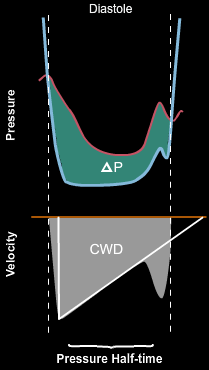 Diastole
Pressure
ΔP
Velocity
CWD
Pressure Half-time